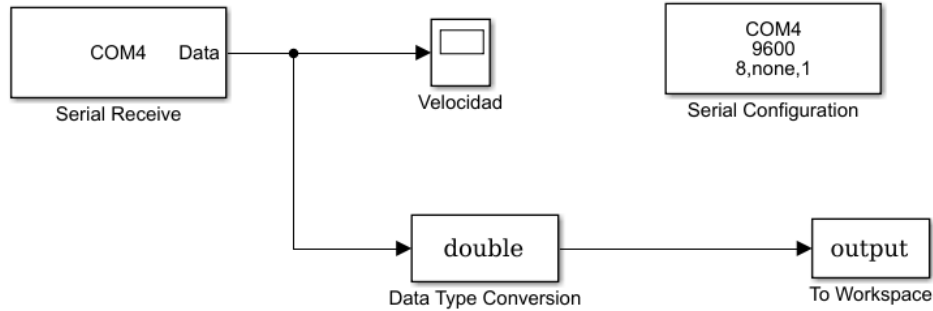 COM4 Data
Serial Receive
Velocidad
COM4
9600
8,none,1
Serial Configuration
double
Data Type Conversion
output
To Workspace